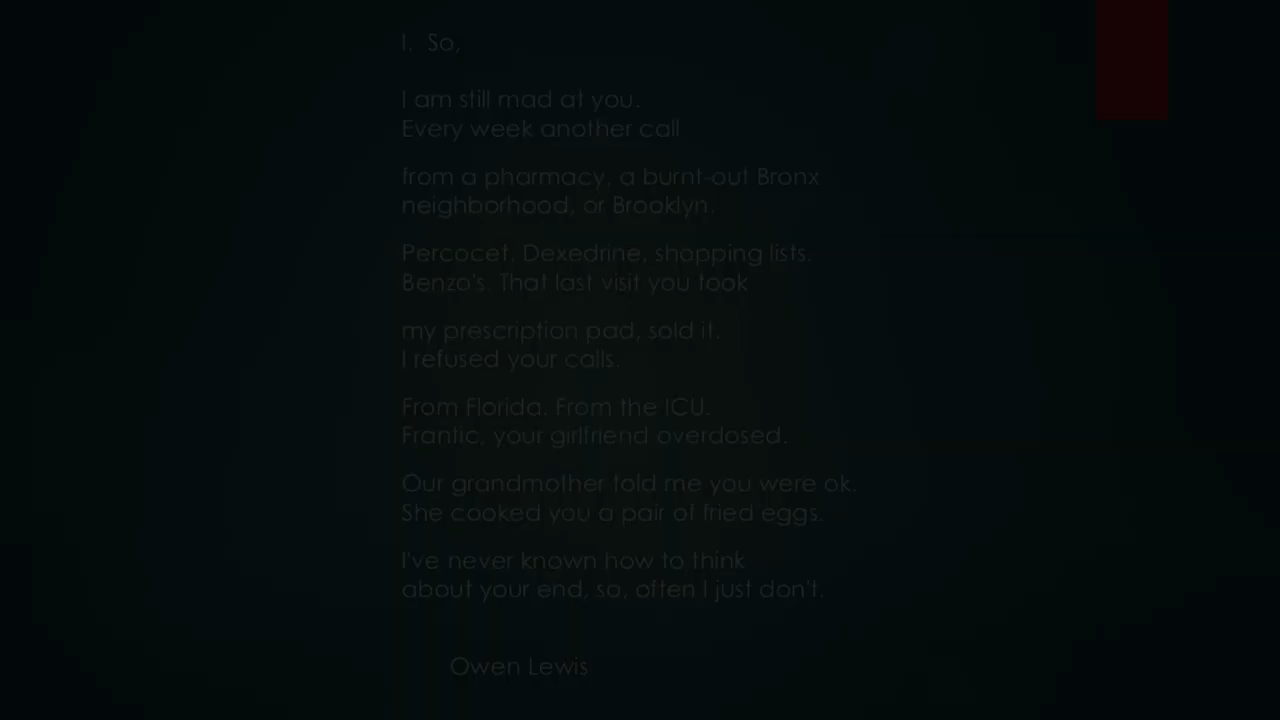 I. So,
I am still mad at you.
Every week another call
from a pharmacy, a burnt-out Bronx
neighborhood, or Brooklyn.
Percocet, Dexedrine, shopping lists.
Benzo's. That last visit you took
my prescription pad, sold it.
I refused your calls.
From Florida. From the ICU.
Frantic, your girlfriend overdosed.
Our grandmother told me you were ok.
She cooked you a pair of fried eggs.
I've never known how to think
about your end, so, often I just don't.
Owen Lewis